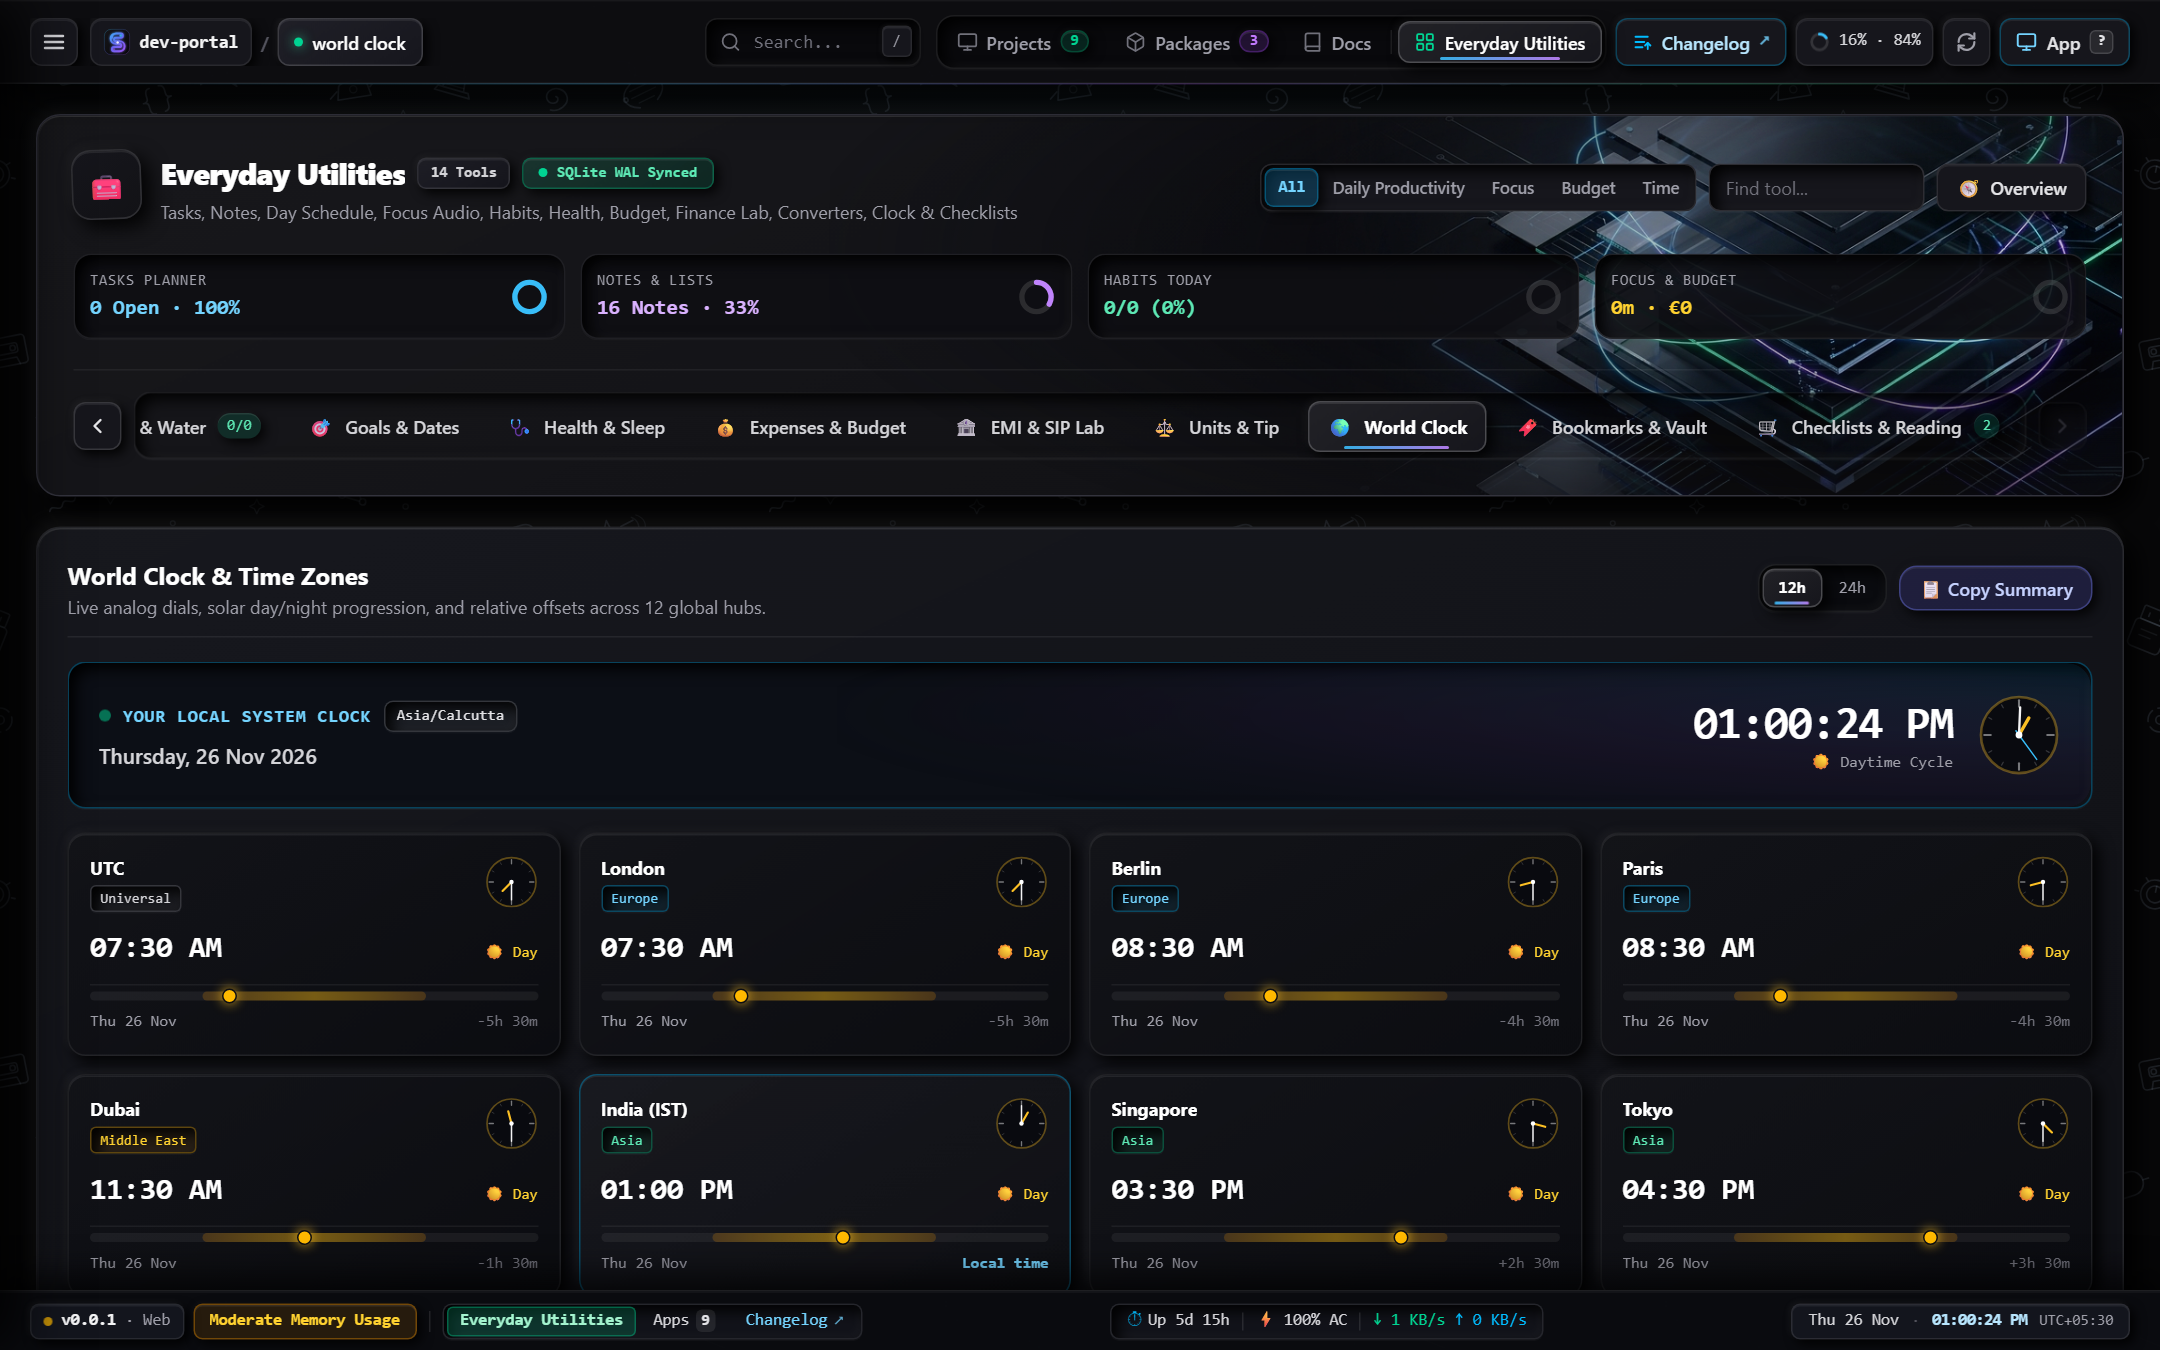 dev-portal / world clock
Search... /
Projects 9
Packages 3
Docs
Everyday Utilities
Changelog ↗
16% · 84%
App ?
Everyday Utilities
14 Tools
SQLite WAL Synced
Tasks, Notes, Day Schedule, Focus Audio, Habits, Health, Budget, Finance Lab, Converters, Clock & Checklists
All
Daily Productivity
Focus
Budget
Time
Find tool...
Overview
TASKS PLANNER
0 Open · 100%
NOTES & LISTS
16 Notes · 33%
HABITS TODAY
0/0 (0%)
FOCUS & BUDGET
0m · €0
& Water 0/0
Goals & Dates
Health & Sleep
Expenses & Budget
EMI & SIP Lab
Units & Tip
World Clock
Bookmarks & Vault
Checklists & Reading 2
World Clock & Time Zones
Live analog dials, solar day/night progression, and relative offsets across 12 global hubs.
12h
24h
Copy Summary
YOUR LOCAL SYSTEM CLOCK
Asia/Calcutta
Thursday, 26 Nov 2026
01:00:24 PM
Daytime Cycle
UTC
Universal
07:30 AM
Day
Thu 26 Nov
-5h 30m
London
Europe
07:30 AM
Day
Thu 26 Nov
-5h 30m
Berlin
Europe
08:30 AM
Day
Thu 26 Nov
-4h 30m
Paris
Europe
08:30 AM
Day
Thu 26 Nov
-4h 30m
Dubai
Middle East
11:30 AM
Day
Thu 26 Nov
-1h 30m
India (IST)
Asia
01:00 PM
Day
Thu 26 Nov
Local time
Singapore
Asia
03:30 PM
Day
Thu 26 Nov
+2h 30m
Tokyo
Asia
04:30 PM
Day
Thu 26 Nov
+3h 30m
v0.0.1 · Web
Moderate Memory Usage
Everyday Utilities
Apps 9
Changelog ↗
Up 5d 15h
100% AC
↓ 1 KB/s ↑ 0 KB/s
Thu 26 Nov · 01:00:24 PM UTC+05:30